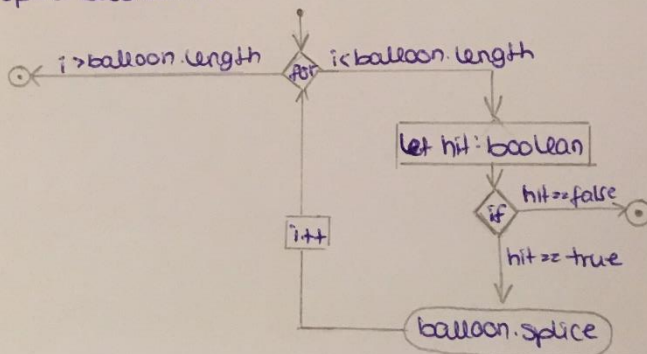 i>balloon.length
for
i<balloon.length
let hit:boolean
if
hit==false
hit==true
i++
balloon.splice